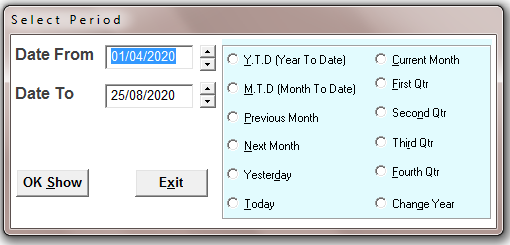 Select Period
Date From 01/04/2020
Date To 25/08/2020
OK Show Exit
Y.T.D (Year To Date)
M.T.D (Month To Date)
Previous Month
Next Month
Yesterday
Today
Current Month
First Qtr
Second Qtr
Third Qtr
Fourth Qtr
Change Year